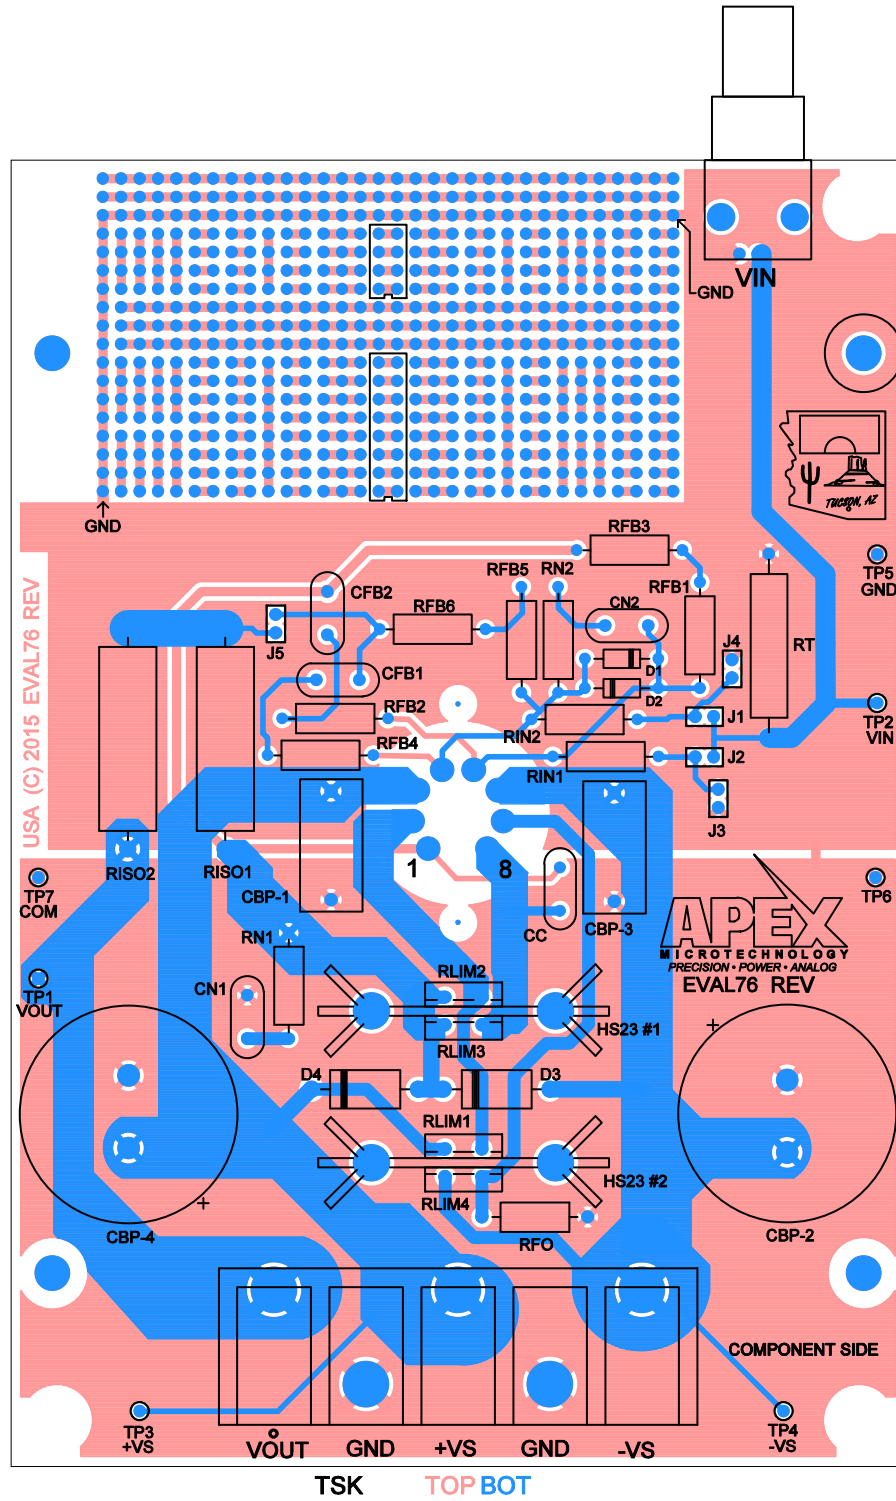 VIN
GND
TUCSON, AZ
GND
RFB3
TP5
GND
RFB5
RN2
RFB1
CFB2
RFB6
CN2
J4
RT
J5
D1
CFB1
D2
TP2
VIN
RFB2
J1
RIN2
RFB4
J2
RIN1
J3
USA (C) 2015 EVAL76 REV
1
8
RISO2
RISO1
CBP-1
TP7
COM
TP6
CC
CBP-3
APEX
MICROTECHNOLOGY
PRECISION • POWER • ANALOG
EVAL76 REV
RN1
RLIM2
CN1
TP1
VOUT
HS23 #1
RLIM3
+
D4
D3
RLIM1
HS23 #2
RLIM4
+
CBP-4
RFO
CBP-2
COMPONENT SIDE
TP3
+VS
TP4
-VS
VOUT GND +VS GND -VS
TSK TOP BOT